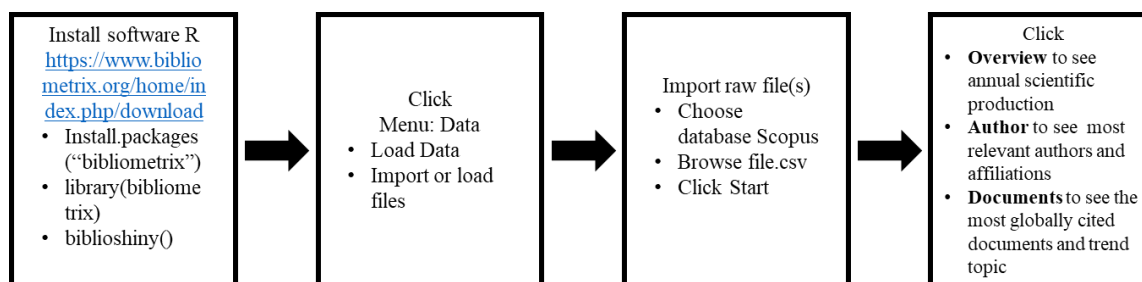 Install software R
https://www.biblio
metrix.org/home/in
dex.php/download
• Install.packages
(“bibliometrix”)
• library(bibliome
trix)
• biblioshiny()
Click
Menu: Data
• Load Data
• Import or load
files
Import raw file(s)
• Choose
database Scopus
• Browse file.csv
• Click Start
Click
• Overview to see
annual scientific
production
• Author to see most
relevant authors and
affiliations
• Documents to see the
most globally cited
documents and trend
topic